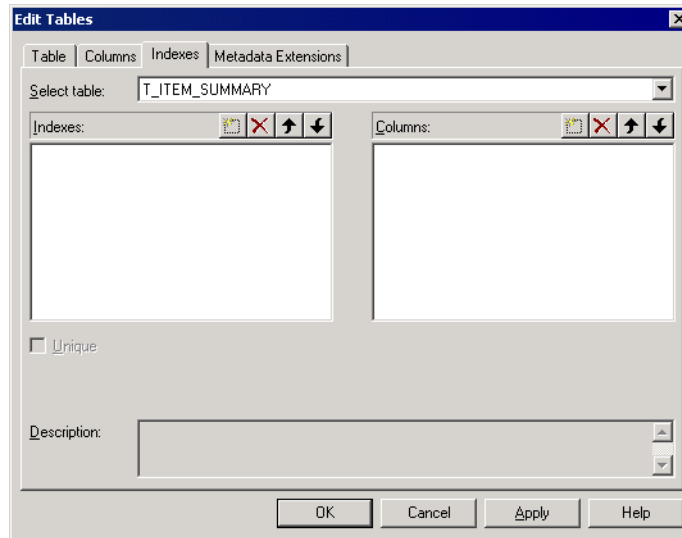 Edit Tables
Table Columns Indexes Metadata Extensions
Select table: T_ITEM_SUMMARY
Indexes: Columns:
Unique
Description:
OK Cancel Apply Help